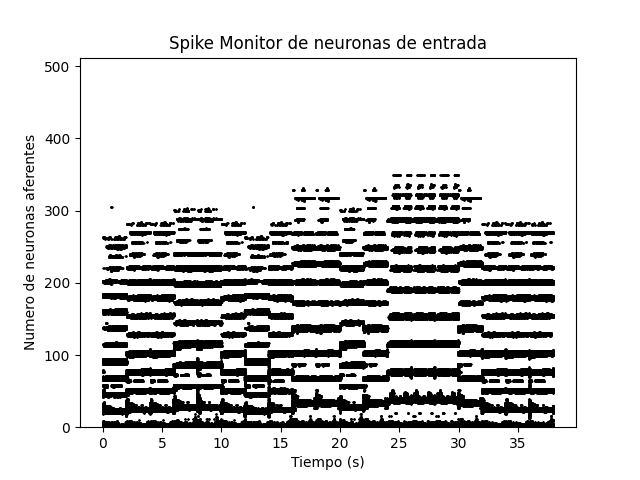 Spike Monitor de neuronas de entrada
500
400
300
200
100
0
Numero de neuronas aferentes
0 5 10 15 20 25 30 35
Tiempo (s)